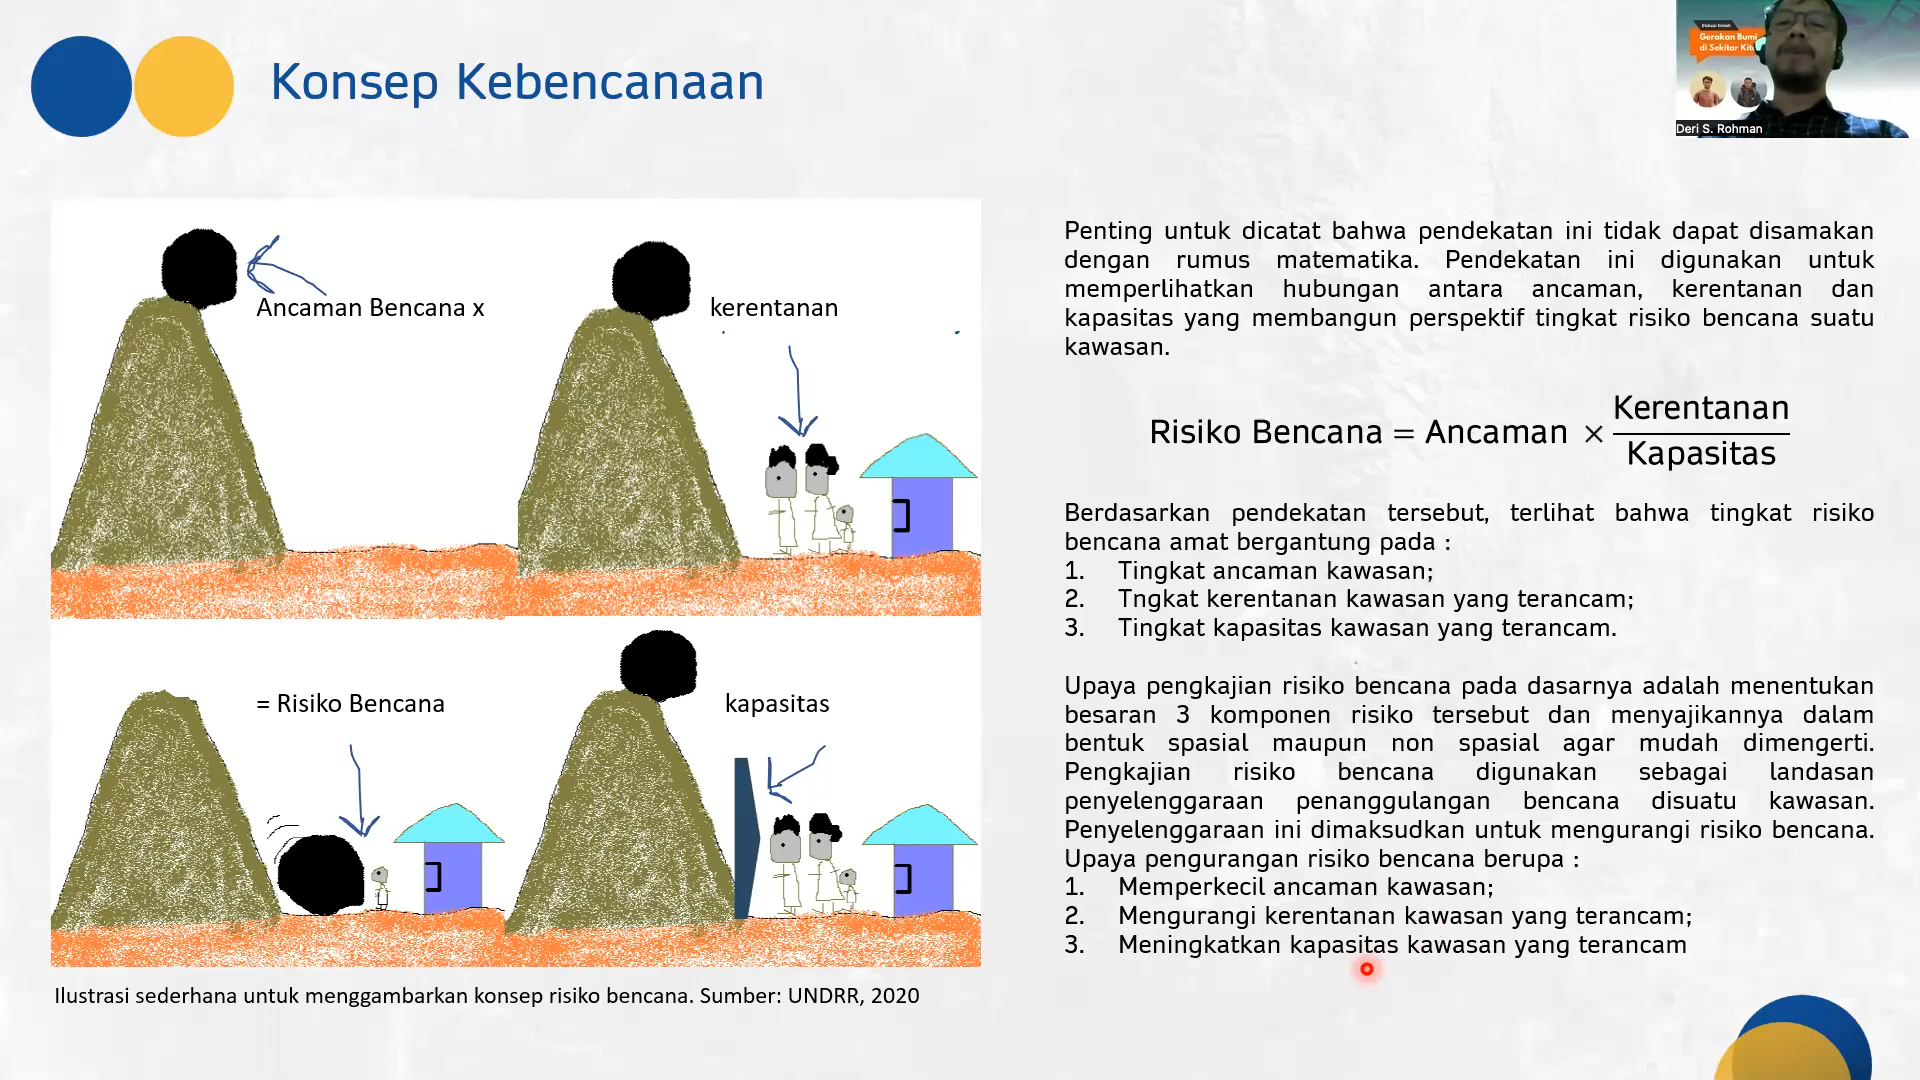 Konsep Kebencanaan
Diskusi Ilmiah
Gerakan Bumi
di Sekitar Kita
Deri S. Rohman
Ancaman Bencana x
kerentanan
= Risiko Bencana
kapasitas
Ilustrasi sederhana untuk menggambarkan konsep risiko bencana. Sumber: UNDRR, 2020
Penting untuk dicatat bahwa pendekatan ini tidak dapat disamakan
dengan rumus matematika. Pendekatan ini digunakan untuk
memperlihatkan hubungan antara ancaman, kerentanan dan
kapasitas yang membangun perspektif tingkat risiko bencana suatu
kawasan.
Risiko Bencana = Ancaman × Kerentanan
Kapasitas
Berdasarkan pendekatan tersebut, terlihat bahwa tingkat risiko
bencana amat bergantung pada :
1. Tingkat ancaman kawasan;
2. Tngkat kerentanan kawasan yang terancam;
3. Tingkat kapasitas kawasan yang terancam.
Upaya pengkajian risiko bencana pada dasarnya adalah menentukan
besaran 3 komponen risiko tersebut dan menyajikannya dalam
bentuk spasial maupun non spasial agar mudah dimengerti.
Pengkajian risiko bencana digunakan sebagai landasan
penyelenggaraan penanggulangan bencana disuatu kawasan.
Penyelenggaraan ini dimaksudkan untuk mengurangi risiko bencana.
Upaya pengurangan risiko bencana berupa :
1. Memperkecil ancaman kawasan;
2. Mengurangi kerentanan kawasan yang terancam;
3. Meningkatkan kapasitas kawasan yang terancam